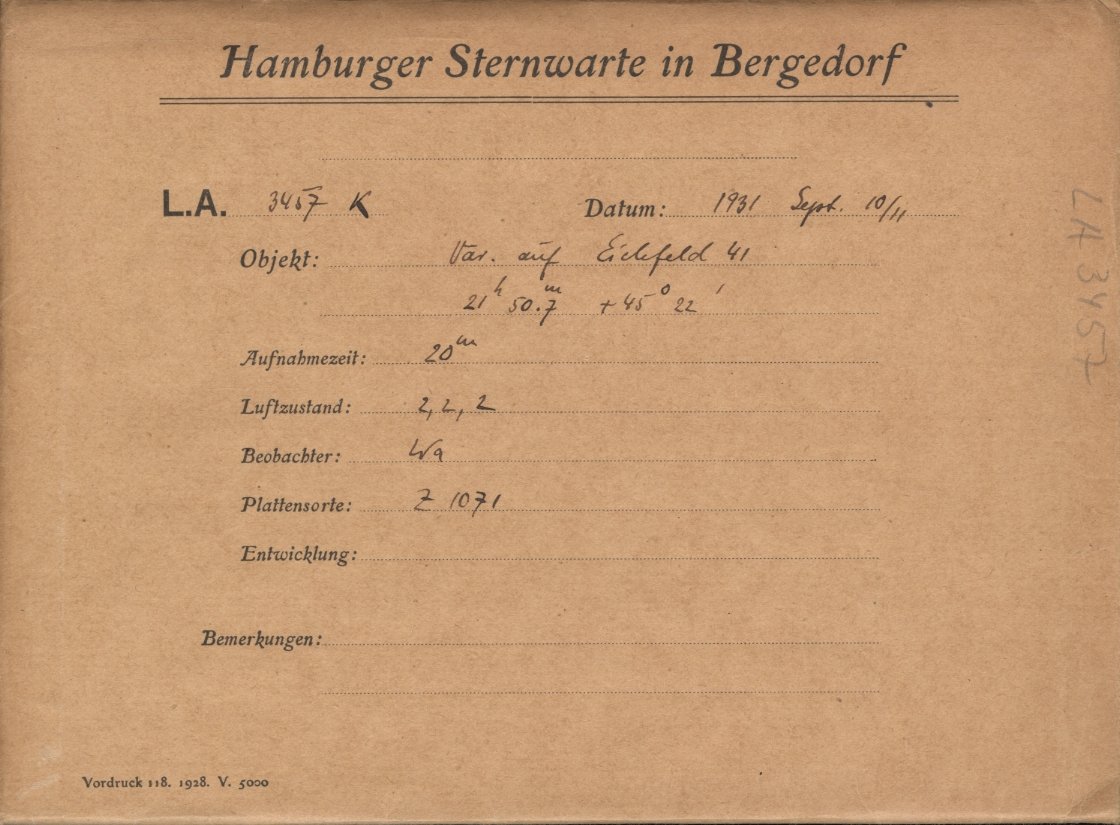 Hamburger Sternwarte in Bergedorf
L.A. 3457 K Datum: 1931 Sept. 10/11
Objekt: Var. auf Eichfeld 41
21h 50.7m +45° 22'
Aufnahmezeit: 20m
Luftzustand: 2, 2, 2
Beobachter: Wa
Plattensorte: Z 1071
Entwicklung:
Bemerkungen:
Vordruck 118. 1928. V. 5000
LA 3457